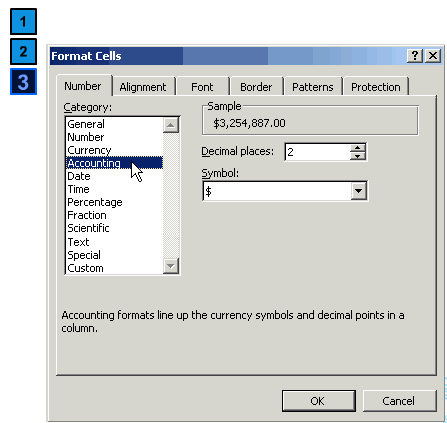 1
2
3
Format Cells
Number Alignment Font Border Patterns Protection
Category:
General
Number
Currency
Accounting
Date
Time
Percentage
Fraction
Scientific
Text
Special
Custom
Sample
$3,254,887.00
Decimal places: 2
Symbol:
$
Accounting formats line up the currency symbols and decimal points in a
column.
OK Cancel